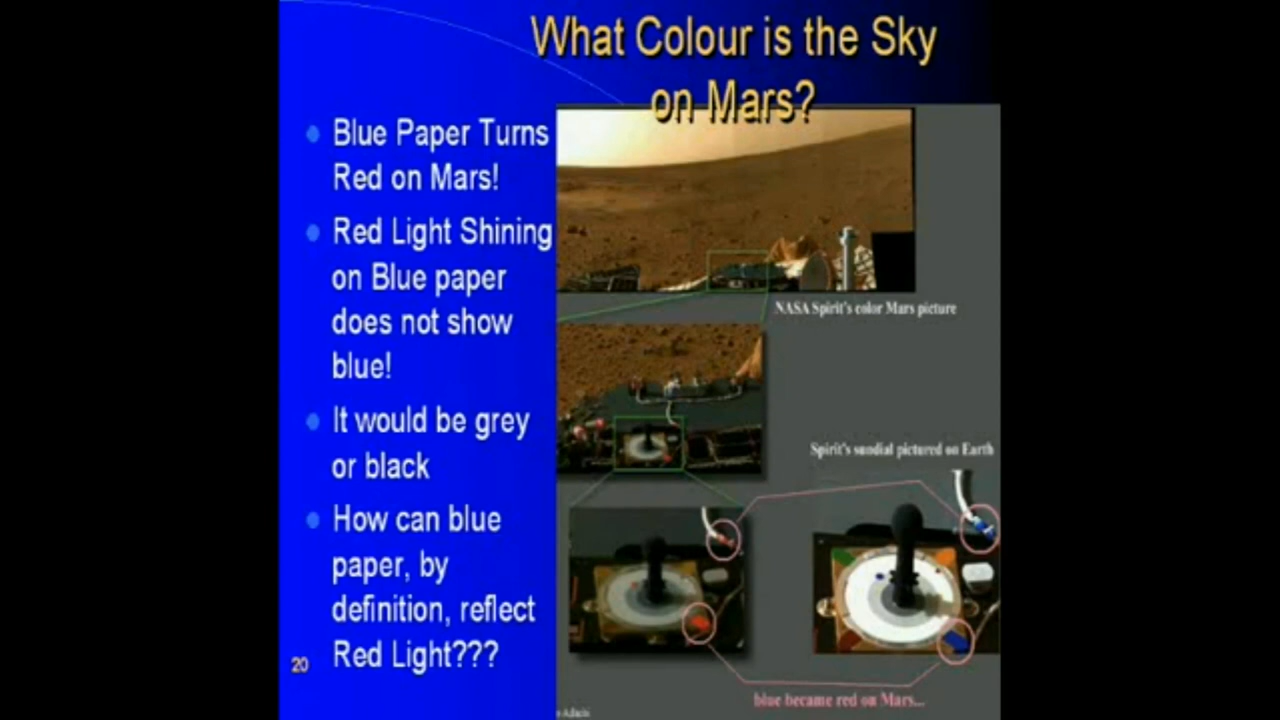 What Colour is the Sky
on Mars?
Blue Paper Turns
Red on Mars!
Red Light Shining
on Blue paper
does not show
blue!
It would be grey
or black
How can blue
paper, by
definition, reflect
Red Light???
20
NASA Spirit's color Mars picture
Spirit's sundial pictured on Earth
blue became red on Mars...